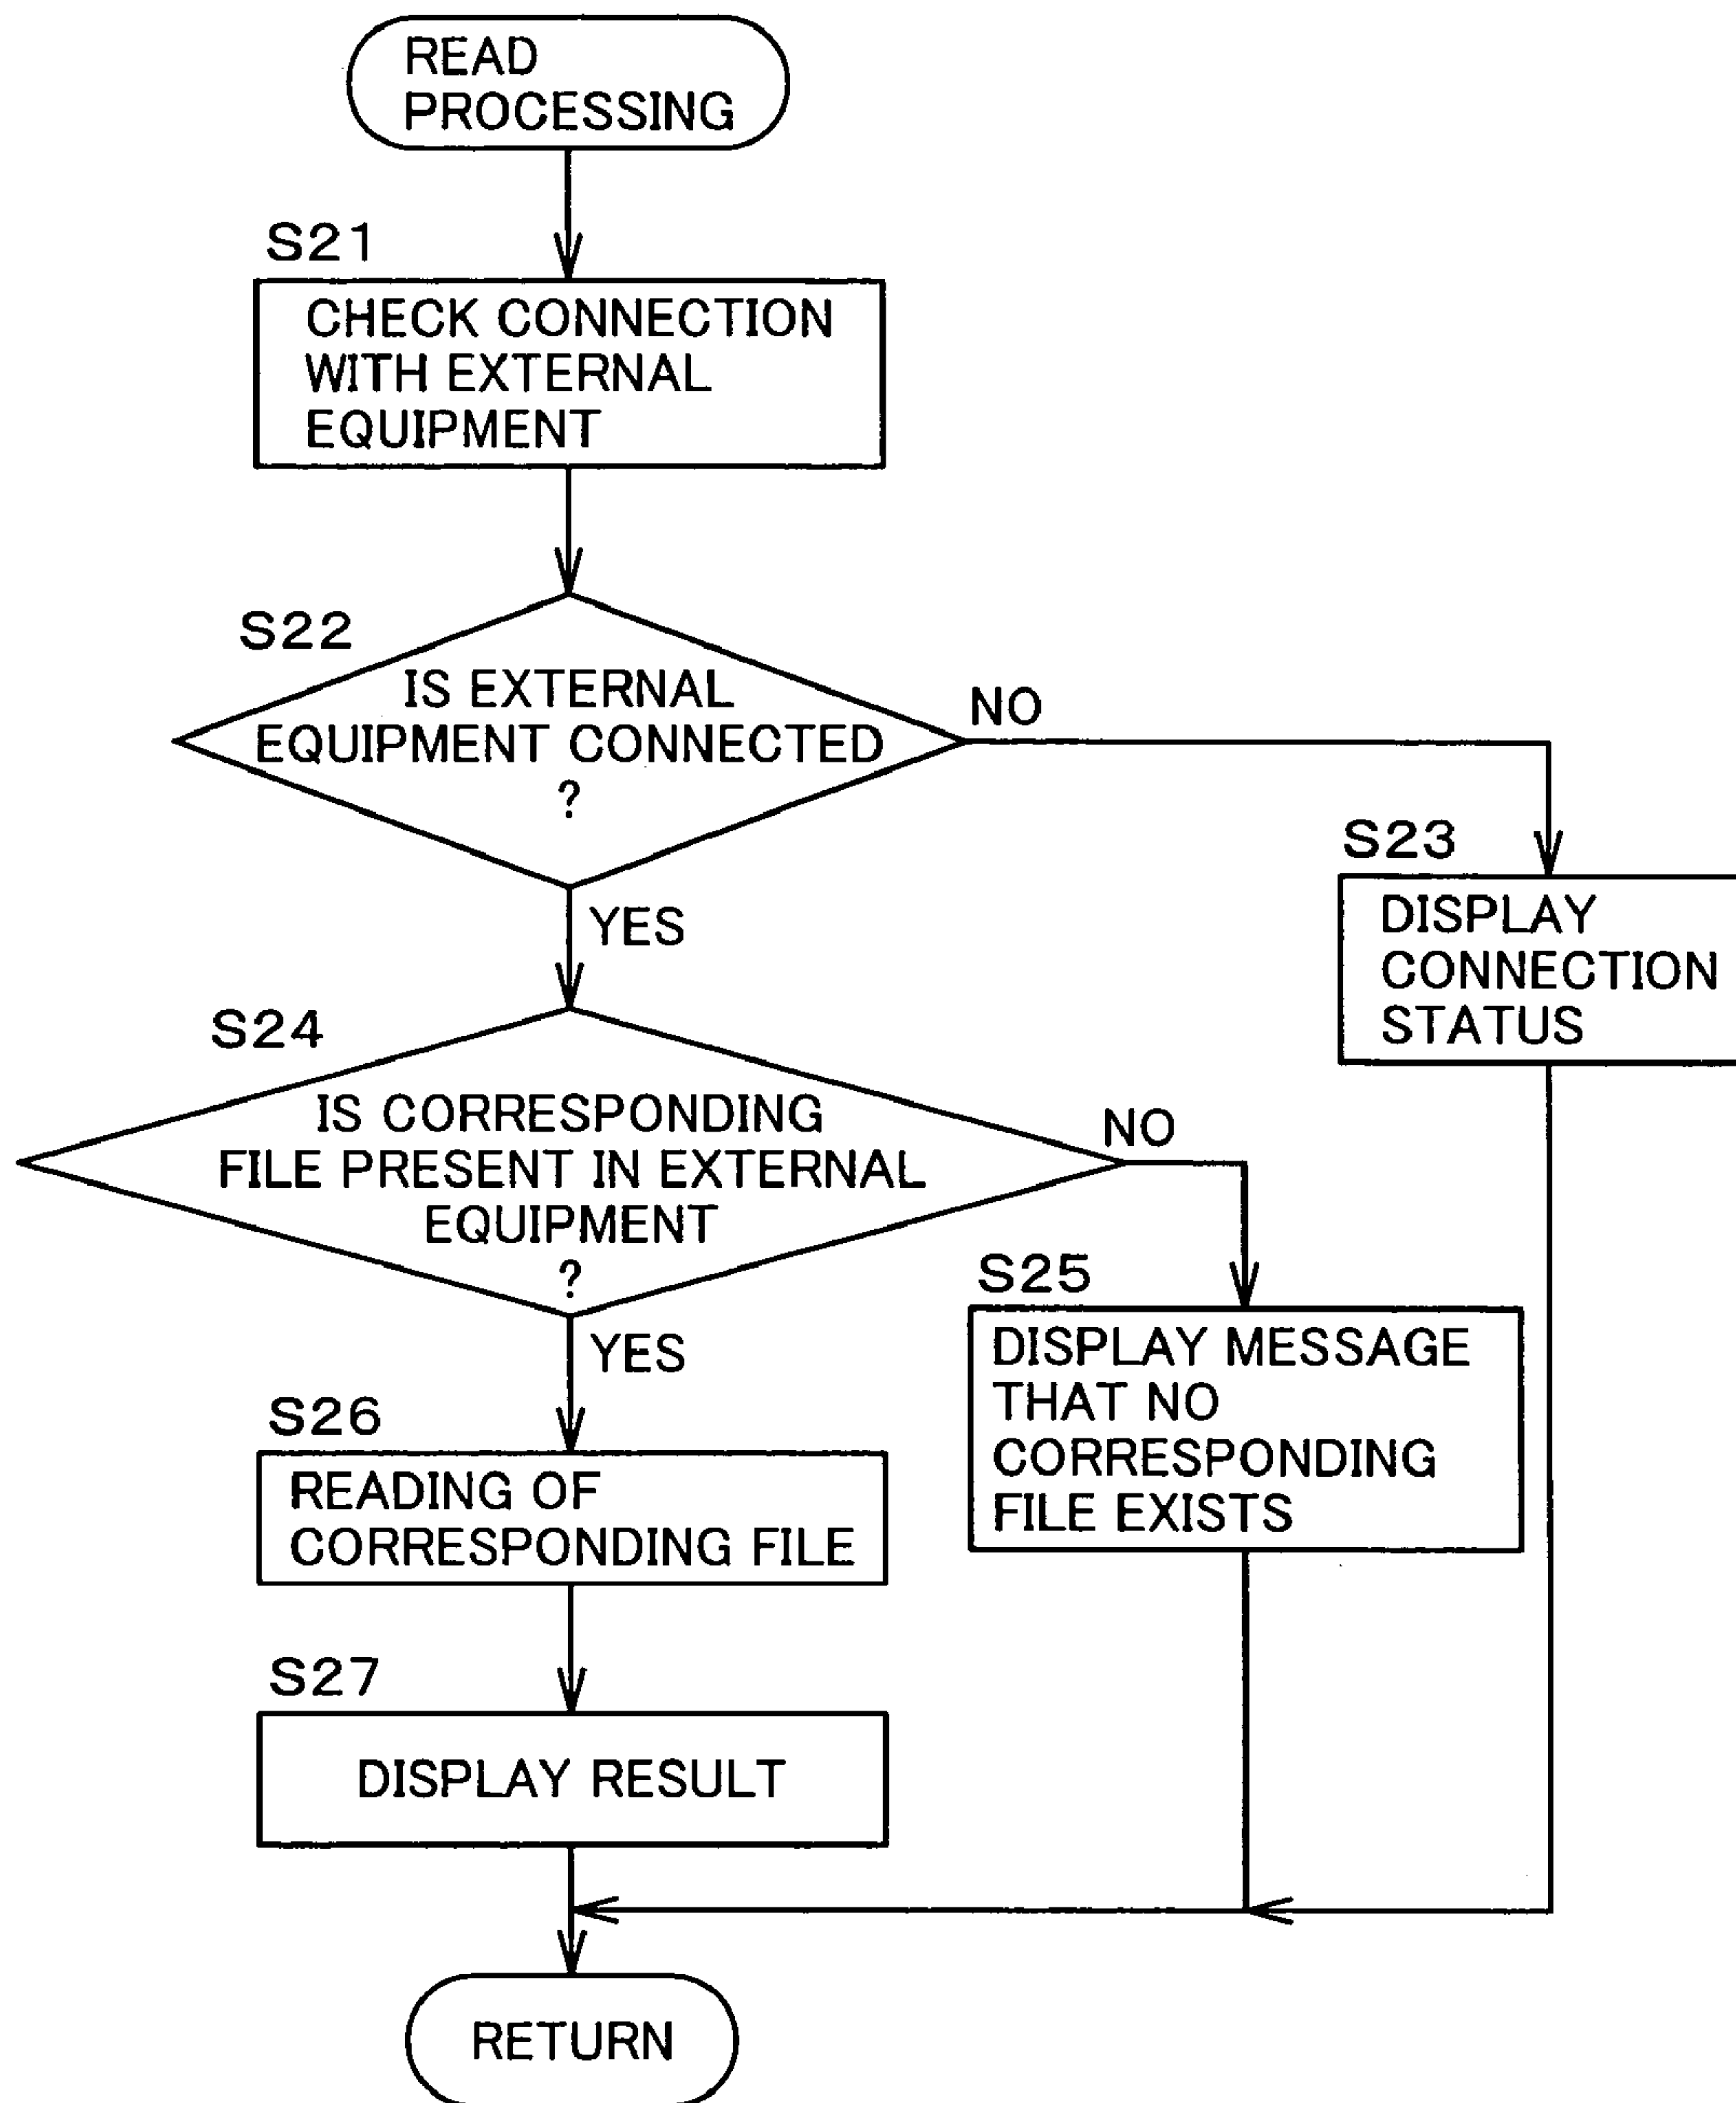 READ
PROCESSING
S21
CHECK CONNECTION
WITH EXTERNAL
EQUIPMENT
S22
IS EXTERNAL
EQUIPMENT CONNECTED
?
NO
YES
S23
DISPLAY
CONNECTION
STATUS
S24
IS CORRESPONDING
FILE PRESENT IN EXTERNAL
EQUIPMENT
?
NO
YES
S25
DISPLAY MESSAGE
THAT NO
CORRESPONDING
FILE EXISTS
S26
READING OF
CORRESPONDING FILE
S27
DISPLAY RESULT
RETURN